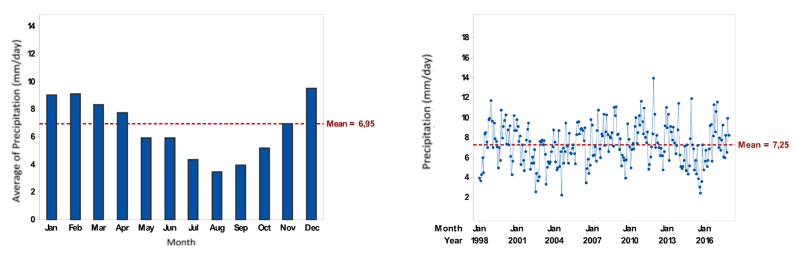 Average of Precipitation (mm/day)
14
12
10
8
6
4
2
0
Mean = 6,95
Jan Feb Mar Apr May Jun Jul Aug Sep Oct Nov Dec
Month
Precipitation (mm/day)
18
16
14
12
10
8
6
4
2
Mean = 7,25
Month Jan Jan Jan Jan Jan Jan Jan
Year 1998 2001 2004 2007 2010 2013 2016